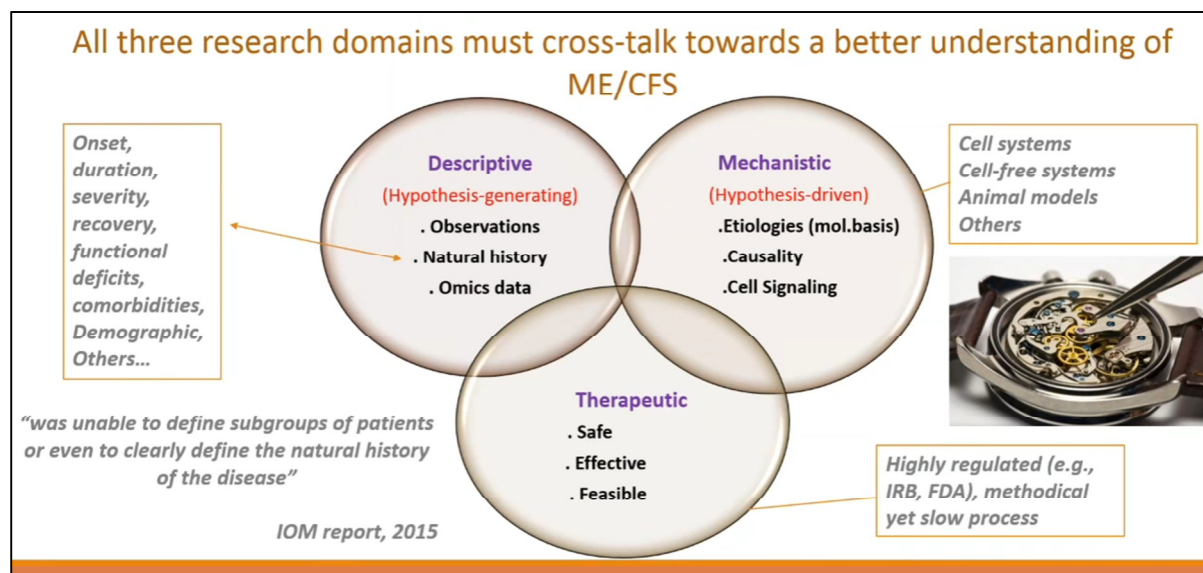 All three research domains must cross-talk towards a better understanding of
ME/CFS
Onset,
duration,
severity,
recovery,
functional
deficits,
comorbidities,
Demographic,
Others...
Descriptive
(Hypothesis-generating)
. Observations
. Natural history
. Omics data
Mechanistic
(Hypothesis-driven)
.Etiologies (mol.basis)
.Causality
.Cell Signaling
Cell systems
Cell-free systems
Animal models
Others
Therapeutic
. Safe
. Effective
. Feasible
"was unable to define subgroups of patients
or even to clearly define the natural history
of the disease"
IOM report, 2015
Highly regulated (e.g.,
IRB, FDA), methodical
yet slow process